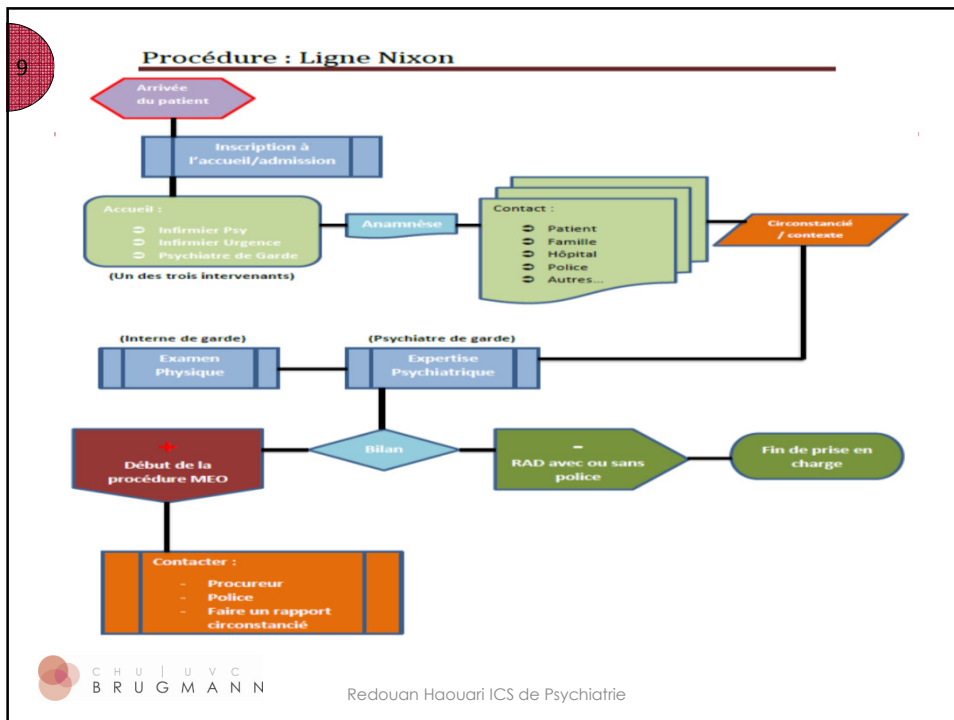 9
Procédure : Ligne Nixon
Arrivée
du patient
Inscription à
l'accueil/admission
Accueil :
➲ Infirmier Psy
➲ Infirmier Urgence
➲ Psychiatre de Garde
(Un des trois intervenants)
Anamnèse
Contact :
➲ Patient
➲ Famille
➲ Hôpital
➲ Police
➲ Autres...
Circonstancié
/ contexte
(Interne de garde)
Examen
Physique
(Psychiatre de garde)
Expertise
Psychiatrique
+
Début de la
procédure MEO
Bilan
-
RAD avec ou sans
police
Fin de prise en
charge
Contacter :
- Procureur
- Police
- Faire un rapport
circonstancié
CHU | UVC
BRUGMANN
Redouan Haouari ICS de Psychiatrie